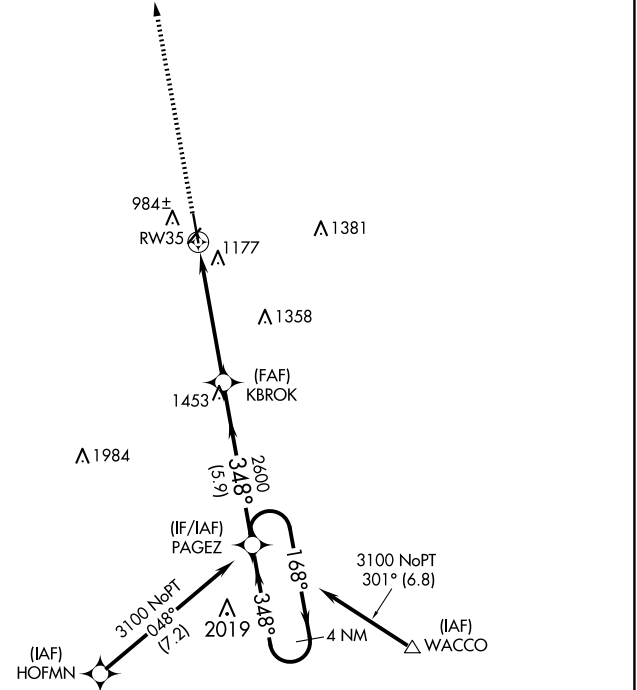 984±
RW35
1177
1381
1358
(FAF)
KBROK
1453
1984
2600
348°
(5.9)
(IF/IAF)
PAGEZ
168°
3100 NoPT
301° (6.8)
3100 NoPT
048°
(7.2)
348°
2019
4 NM
(IAF)
WACCO
(IAF)
HOFMN